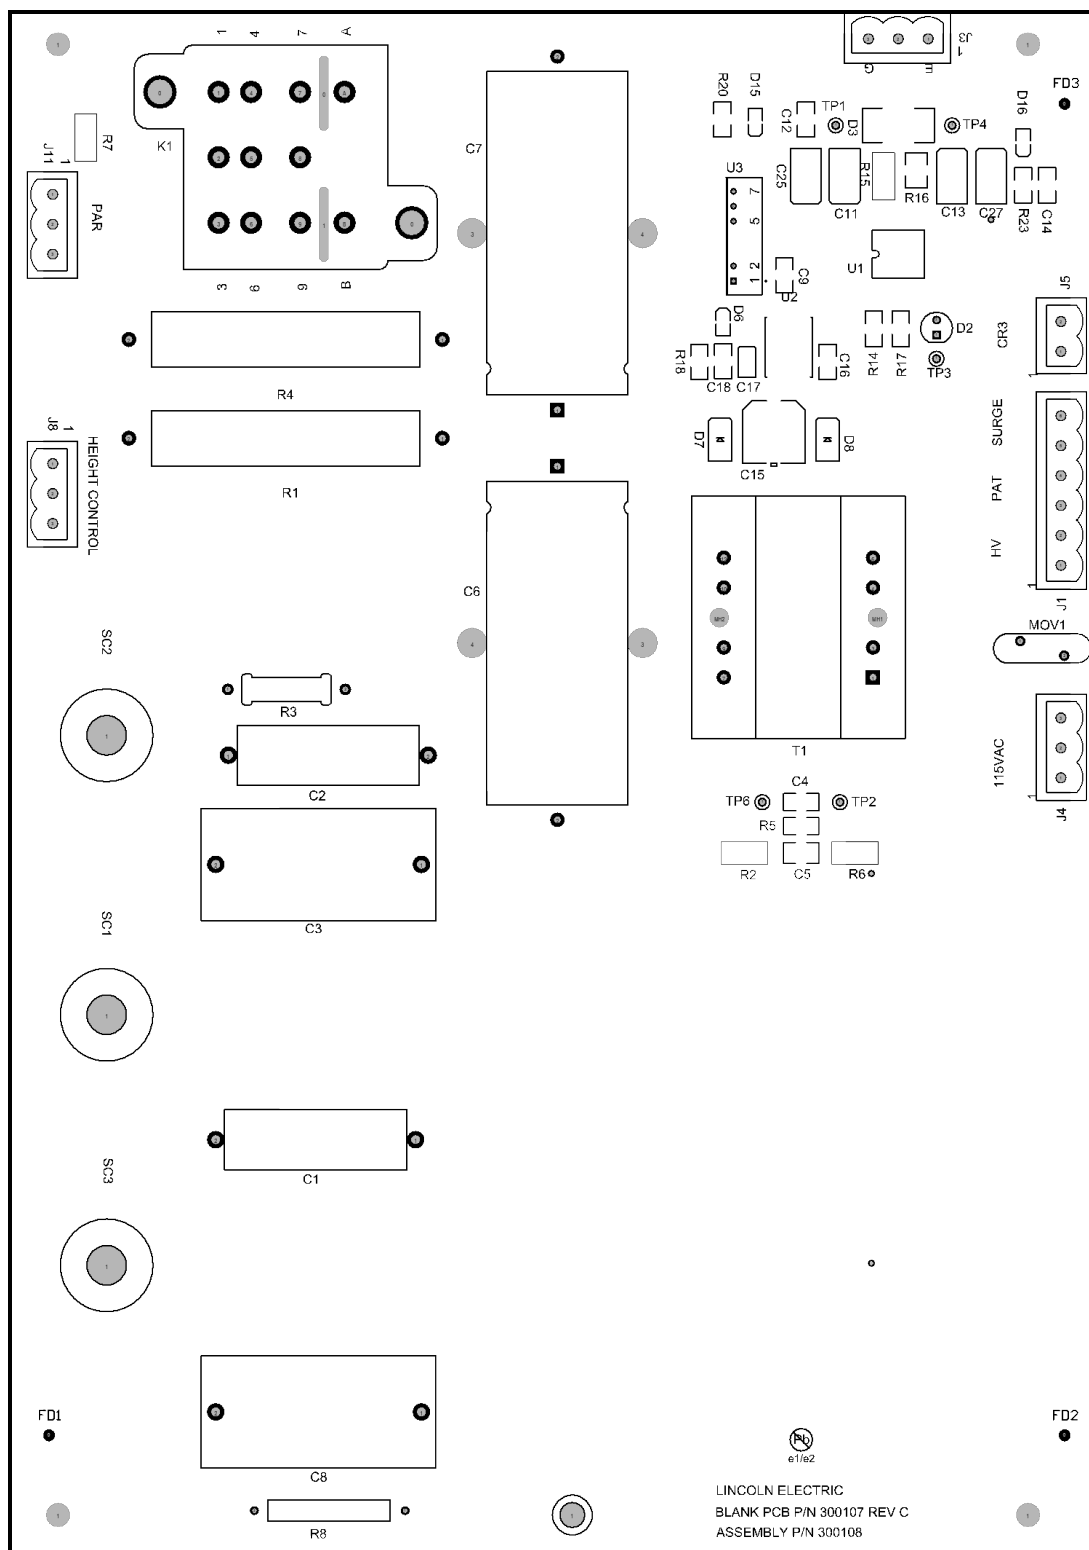 1 4 7 A
K1
3 6 9 B
J11
1
R7
PAR
C7
R20
D15
C12
TP1
D3
TP4
J3
1
G
E
D16
FD3
U3
7
5
2
1
C25
C11
R15
R16
C13
C27
R23
C14
U1
C9
U2
J5
CR3
1
D6
R18
C18
C17
C16
R14
R17
D2
TP3
R4
R1
J8
1
HEIGHT CONTROL
D7
C15
D8
SURGE
PAT
HV
1
J1
C6
MOV1
SC2
R3
C2
T1
115VAC
1
J4
TP6
C4
TP2
R5
R2
C5
R6
C3
SC1
C1
SC3
FD1
FD2
C8
R8
Pb
e1/e2
LINCOLN ELECTRIC
BLANK PCB P/N 300107 REV C
ASSEMBLY P/N 300108